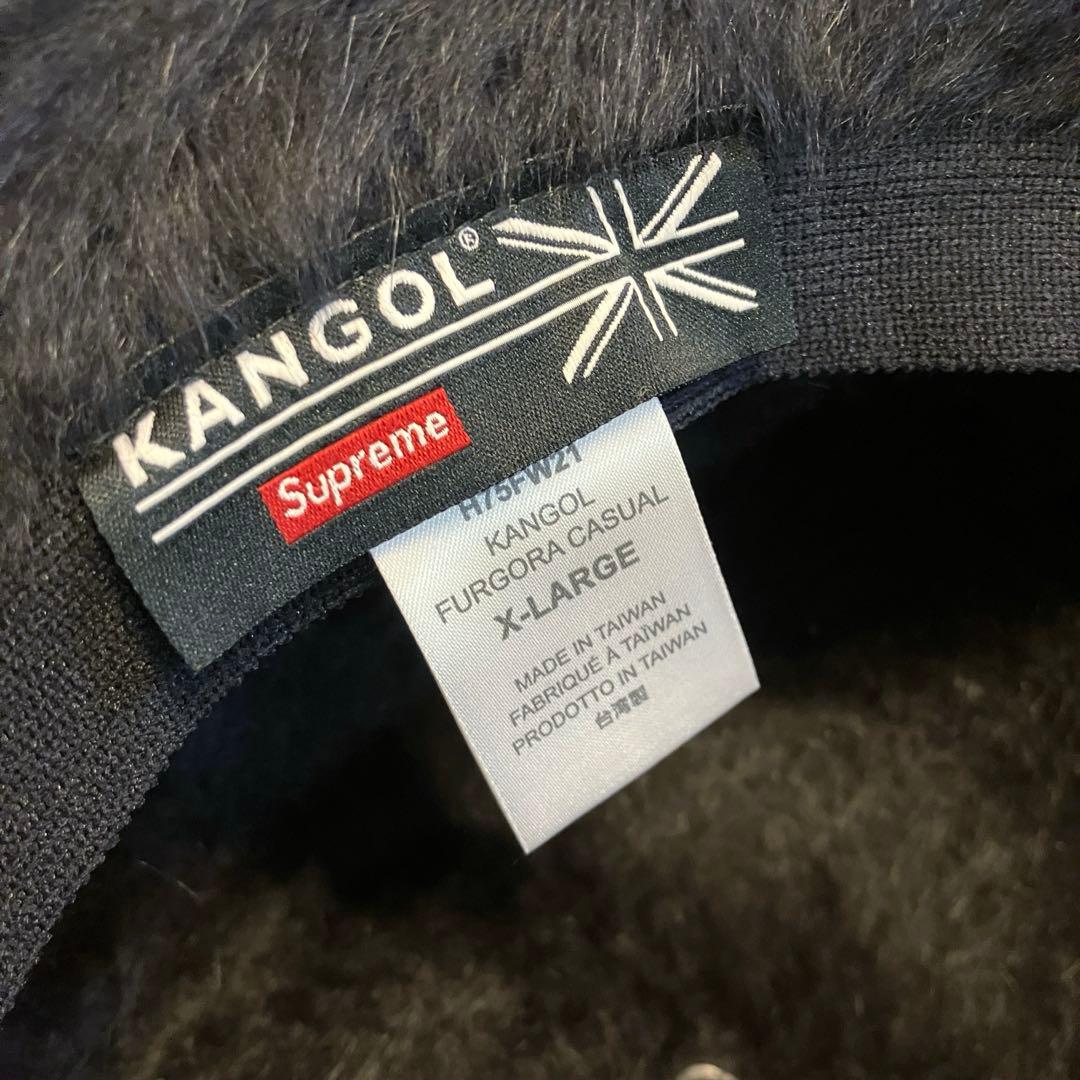 KANGOL®
Supreme
H75FW21
KANGOL
FURGORA CASUAL
X-LARGE
MADE IN TAIWAN
FABRIQUÉ À TAIWAN
PRODOTTO IN TAIWAN
台湾製